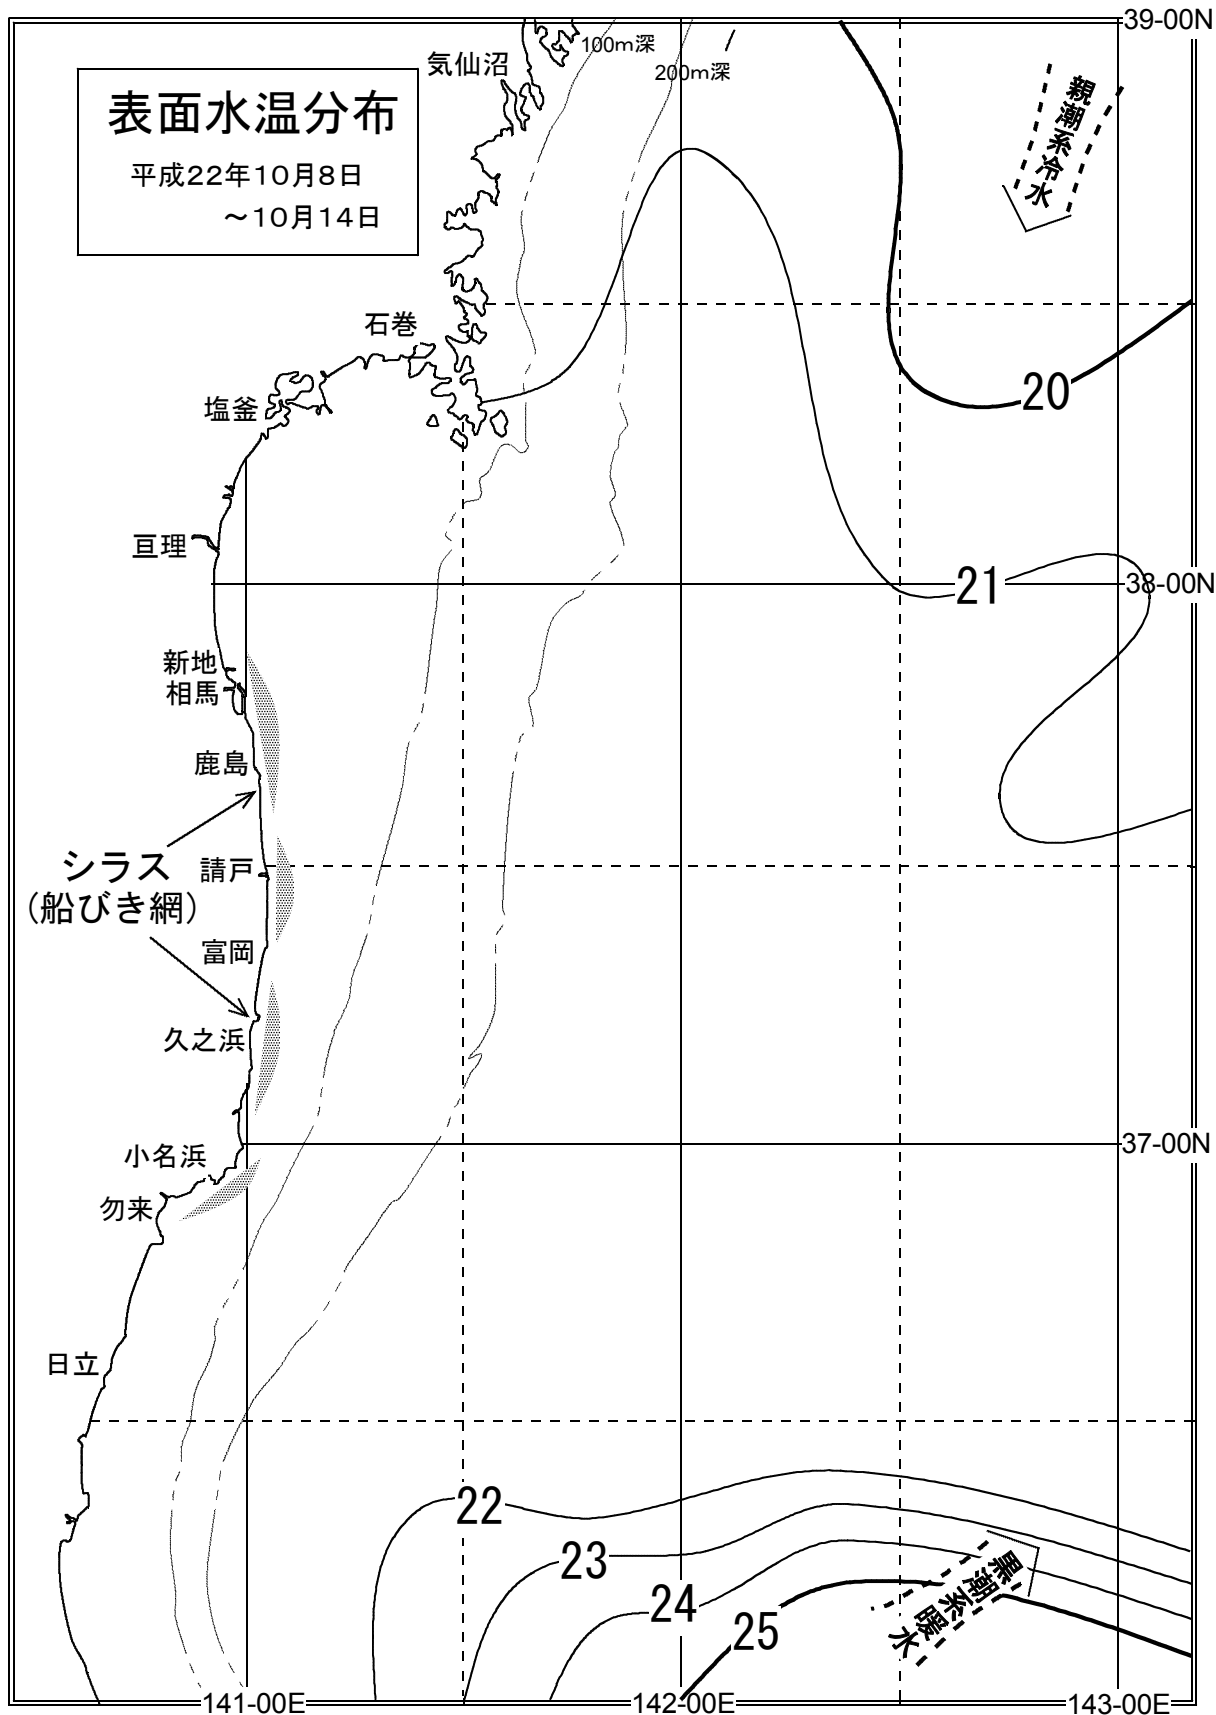 39-00N
100m深
気仙沼
200m深
表面水温分布
平成22年10月8日
～10月14日
親潮系冷水
石巻
塩釜
20
亘理
21
38-00N
新地
相馬
鹿島
シラス
(船びき網)
請戸
富岡
久之浜
37-00N
小名浜
勿来
日立
22
23
24
25
黒潮系暖水
141-00E
142-00E
143-00E